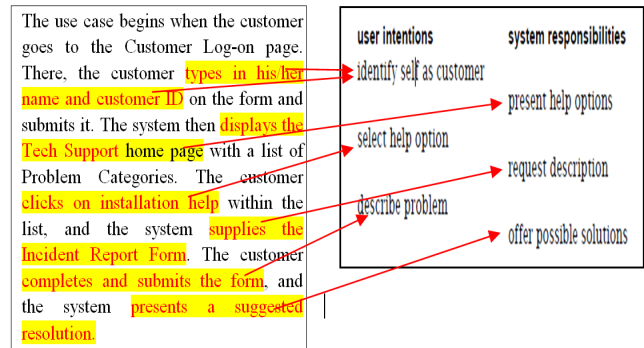 The use case begins when the customer
goes to the Customer Log-on page.
There, the customer types in his/her
name and customer ID on the form and
submits it. The system then displays the
Tech Support home page with a list of
Problem Categories. The customer
clicks on installation help within the
list, and the system supplies the
Incident Report Form. The customer
completes and submits the form, and
the system presents a suggested
resolution.
user intentions system responsibilities
identify self as customer
present help options
select help option
request description
describe problem
offer possible solutions